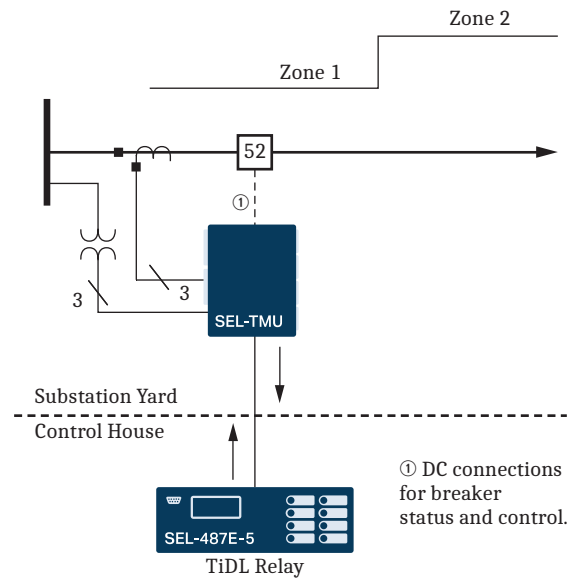 Zone 2
Zone 1
52
①
3
3
SEL-TMU
Substation Yard
Control House
① DC connections
for breaker
status and control.
SEL-487E-5
TiDL Relay